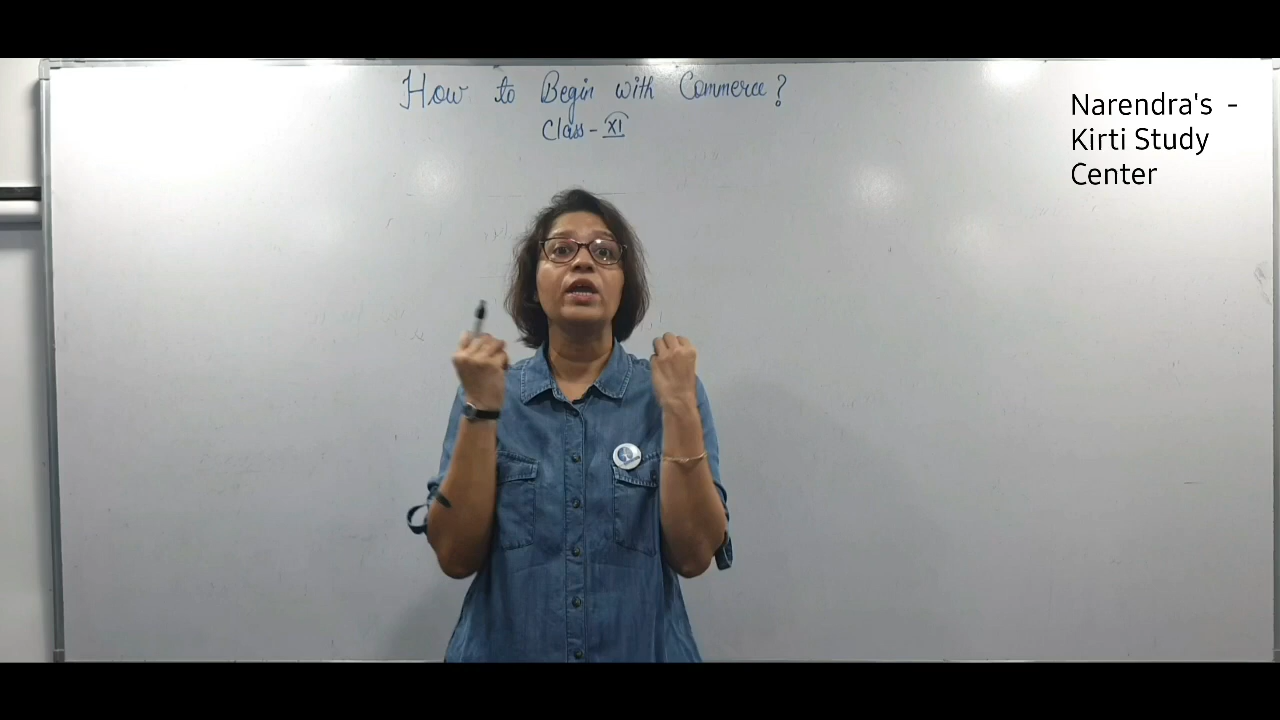 How to Begin with Commerce?
Class - XI
Narendra's -
Kirti Study
Center